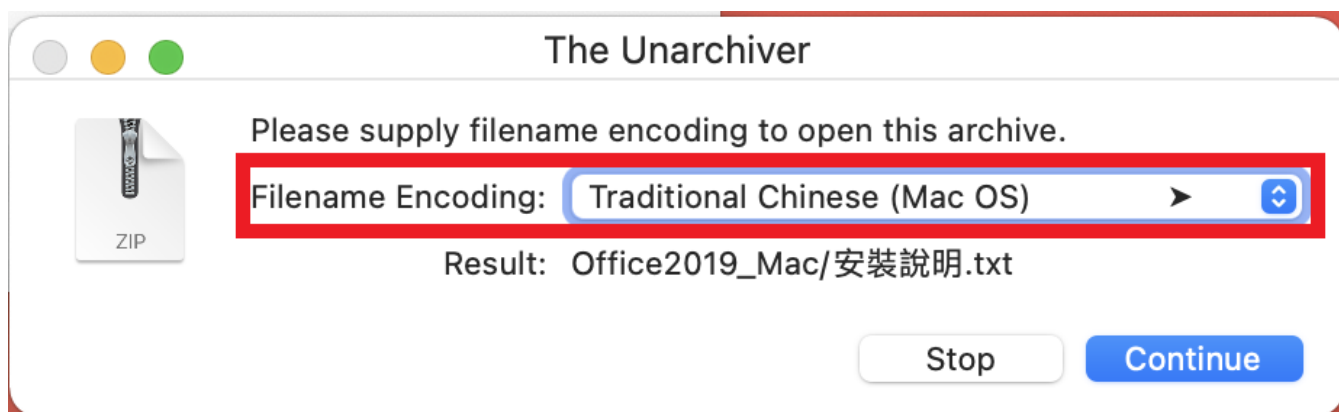 The Unarchiver
Please supply filename encoding to open this archive.
Filename Encoding: Traditional Chinese (Mac OS)
ZIP
Result: Office2019_Mac/安裝說明.txt
Stop Continue